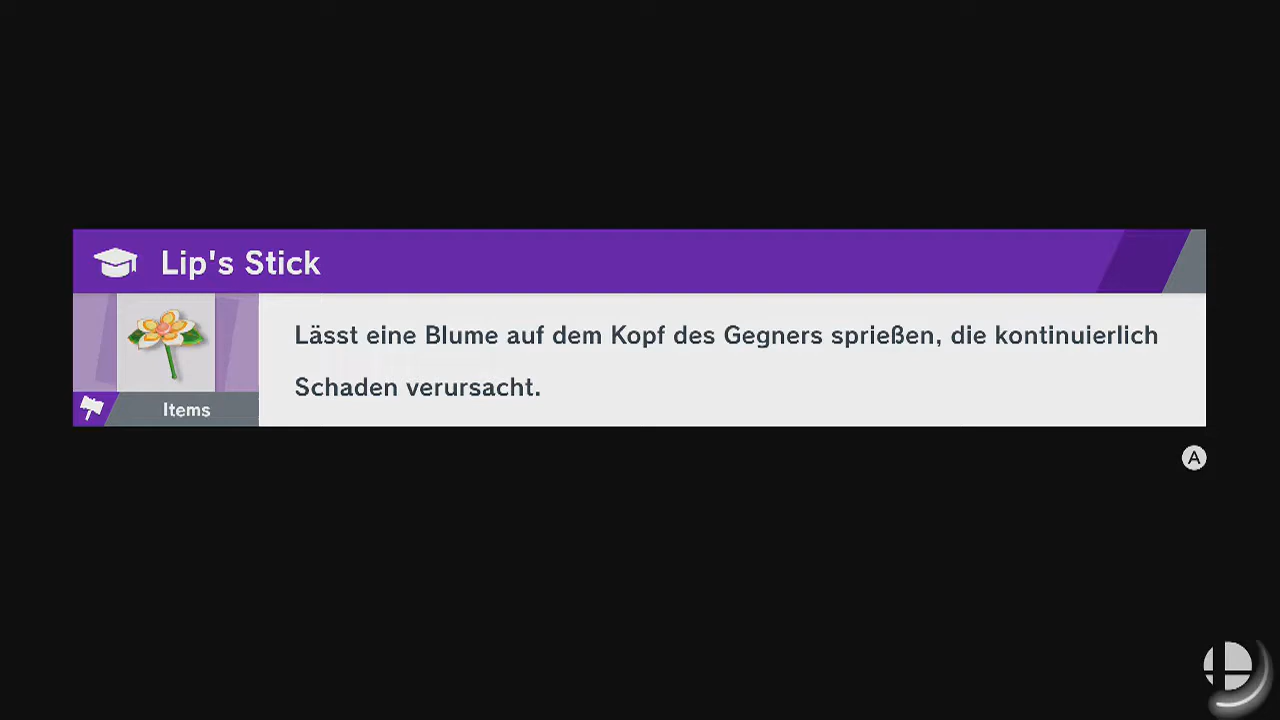 Lip's Stick
Lässt eine Blume auf dem Kopf des Gegners sprießen, die kontinuierlich
Schaden verursacht.
Items
A